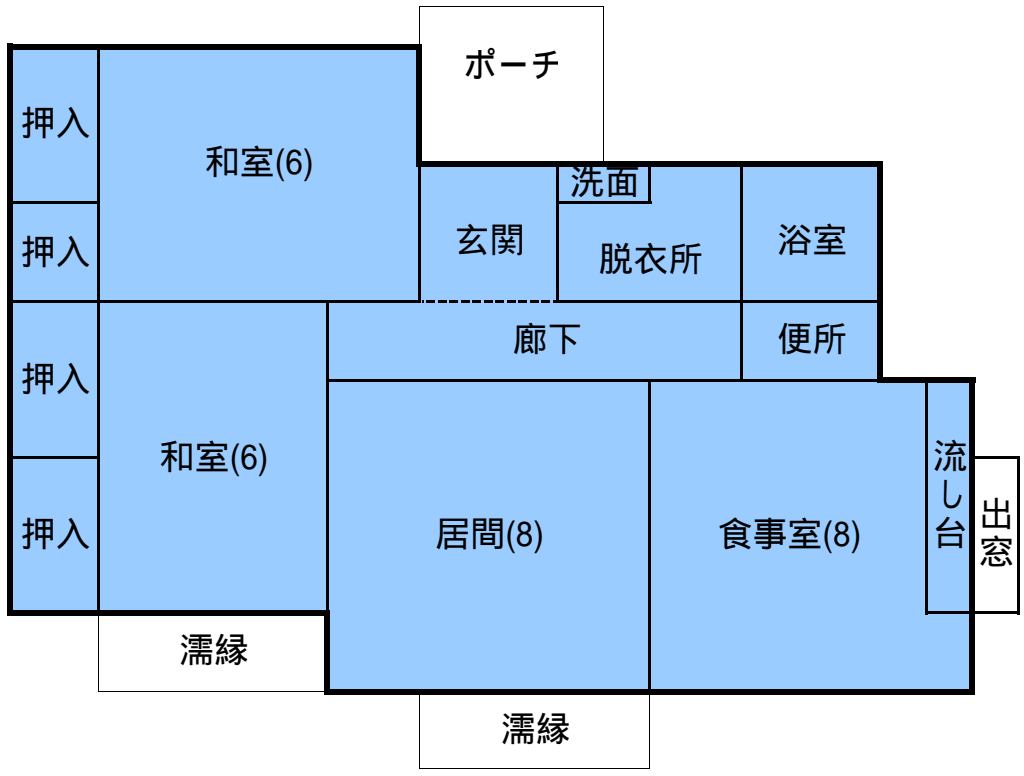 ポーチ
押入
和室(6)
洗面
押入
玄関
脱衣所
浴室
廊下
便所
押入
和室(6)
流し台
押入
居間(8)
食事室(8)
出窓
濡縁
濡縁